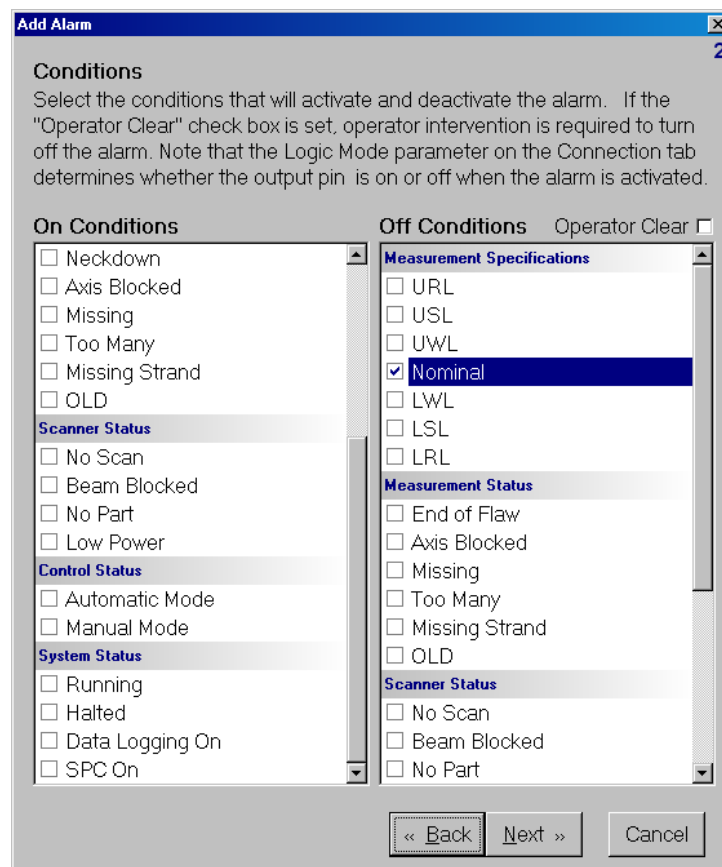 Add Alarm
2
Conditions
Select the conditions that will activate and deactivate the alarm. If the
"Operator Clear" check box is set, operator intervention is required to turn
off the alarm. Note that the Logic Mode parameter on the Connection tab
determines whether the output pin is on or off when the alarm is activated.
On Conditions
Neckdown
Axis Blocked
Missing
Too Many
Missing Strand
OLD
Scanner Status
No Scan
Beam Blocked
No Part
Low Power
Control Status
Automatic Mode
Manual Mode
System Status
Running
Halted
Data Logging On
SPC On
Off Conditions
Operator Clear
Measurement Specifications
URL
USL
UWL
Nominal
LWL
LSL
LRL
Measurement Status
End of Flaw
Axis Blocked
Missing
Too Many
Missing Strand
OLD
Scanner Status
No Scan
Beam Blocked
No Part
« Back
Next »
Cancel